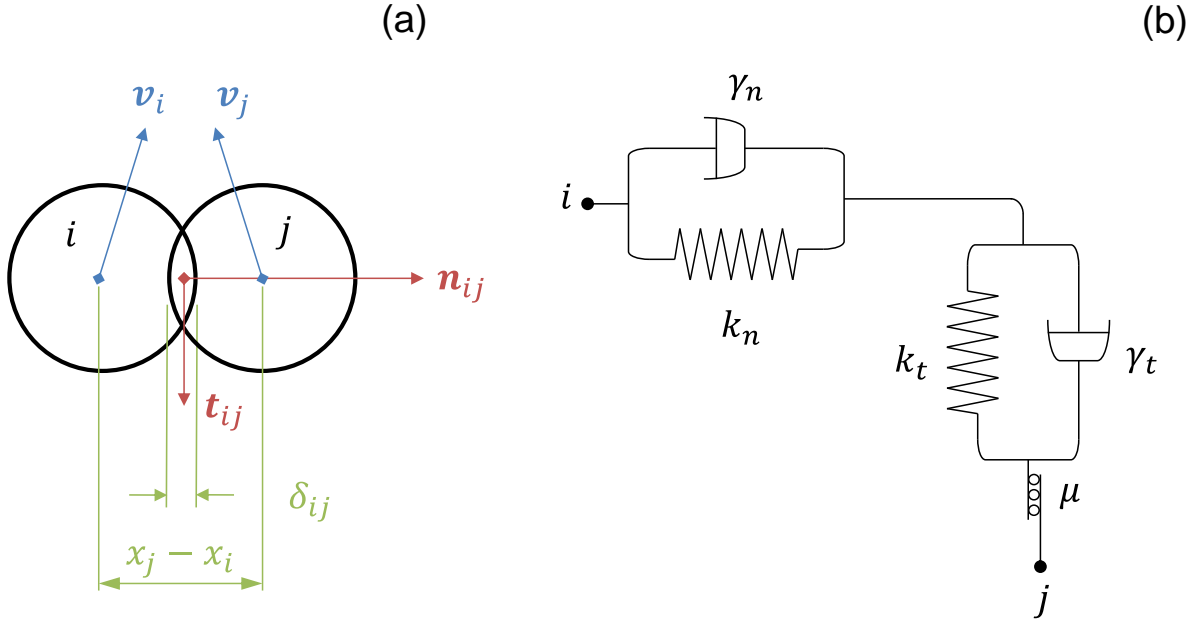 (a)
(b)
v_i
v_j
i
j
n_ij
t_ij
δ_ij
x_j − x_i
γ_n
i
k_n
k_t
γ_t
μ
j